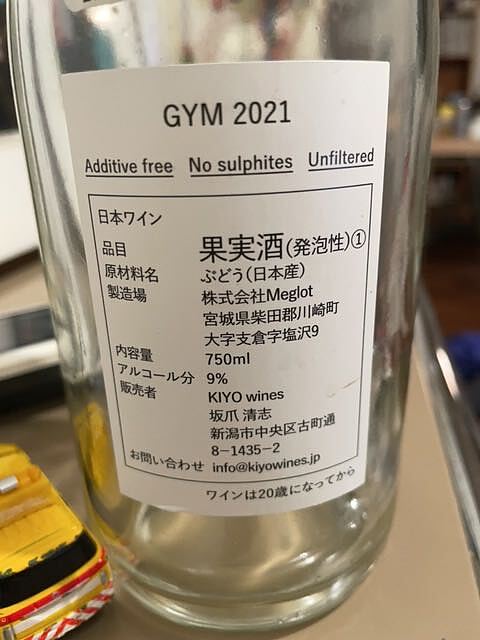 GYM 2021
Additive free No sulphites Unfiltered
日本ワイン
品目 果実酒(発泡性)①
原材料名 ぶどう(日本産)
製造場 株式会社Meglot
宮城県柴田郡川崎町
大字支倉字塩沢9
内容量 750ml
アルコール分 9%
販売者 KIYO wines
坂爪 清志
新潟市中央区古町通
8-1435-2
お問い合わせ info@kiyowines.jp
ワインは20歳になってから